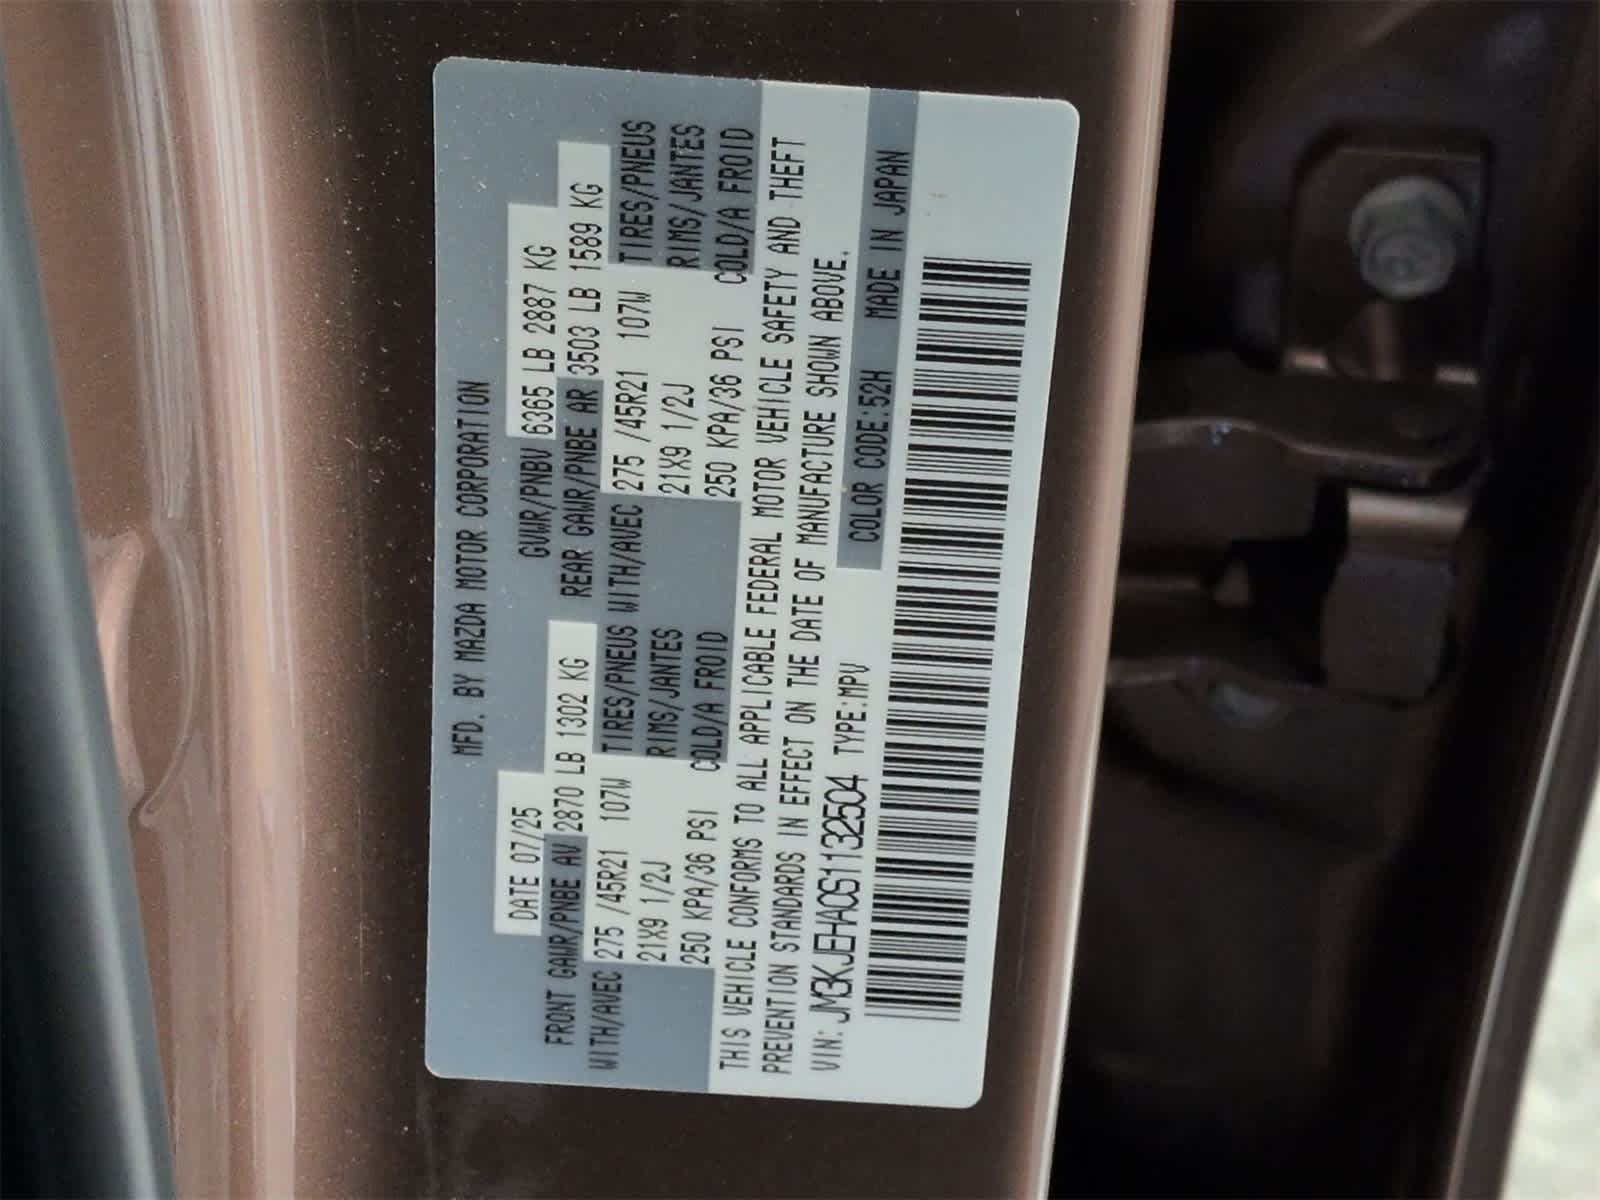 MFD. BY MAZDA MOTOR CORPORATION
DATE 07/25 GVWR/PNBV 6365 LB 2887 KG
FRONT GAWR/PNBE AV 2870 LB 1302 KG REAR GAWR/PNBE AR 3503 LB 1589 KG
WITH/AVEC 275 /45R21 107W TIRES/PNEUS WITH/AVEC 275 /45R21 107W TIRES/PNEUS
21X9 1/2J RIMS/JANTES 21X9 1/2J RIMS/JANTES
250 KPA/36 PSI COLD/A FROID 250 KPA/36 PSI COLD/A FROID
THIS VEHICLE CONFORMS TO ALL APPLICABLE FEDERAL MOTOR VEHICLE SAFETY AND THEFT
PREVENTION STANDARDS IN EFFECT ON THE DATE OF MANUFACTURE SHOWN ABOVE.
VIN: JM3KJEHA0S1132504 TYPE:MPV COLOR CODE:52H MADE IN JAPAN